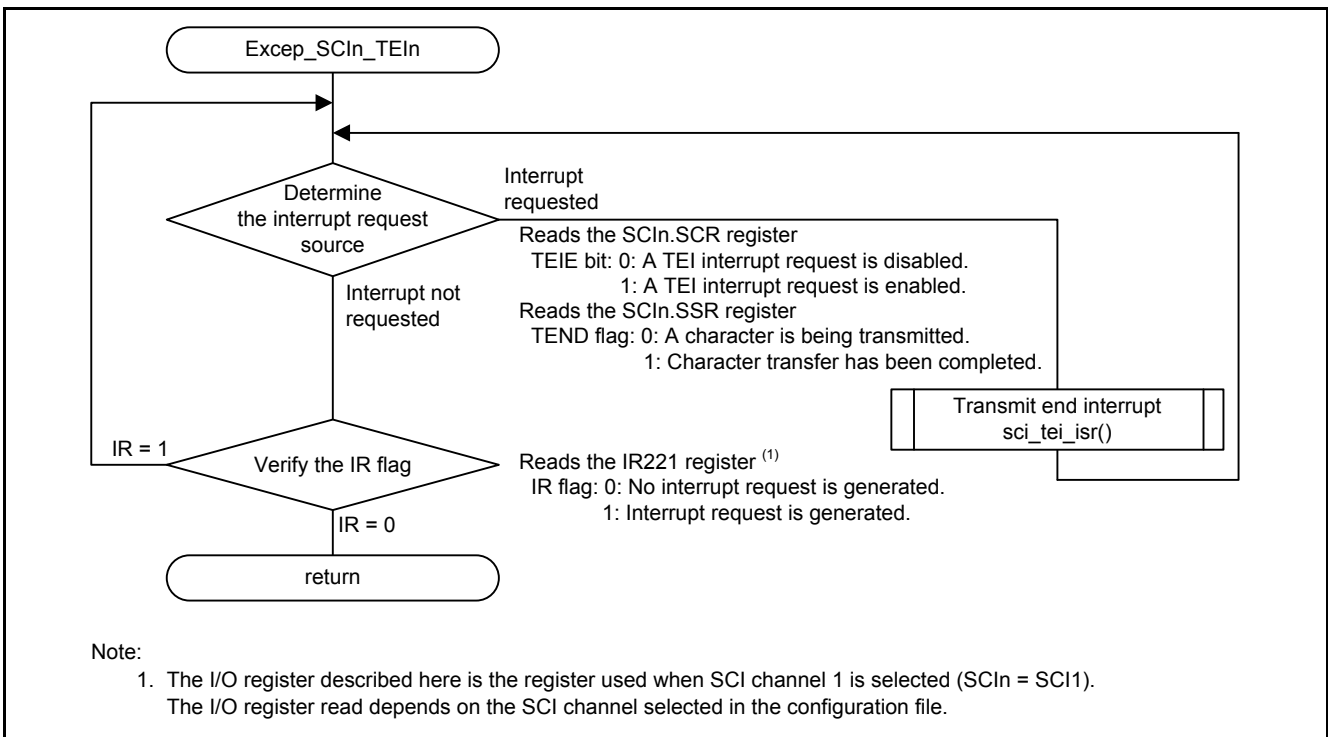 Excep_SCIn_TEIn
Determine
the interrupt request
source
Interrupt
requested
Reads the SCIn.SCR register
TEIE bit: 0: A TEI interrupt request is disabled.
1: A TEI interrupt request is enabled.
Reads the SCIn.SSR register
TEND flag: 0: A character is being transmitted.
1: Character transfer has been completed.
Interrupt not
requested
Transmit end interrupt
sci_tei_isr()
IR = 1
Verify the IR flag
Reads the IR221 register (1)
IR flag: 0: No interrupt request is generated.
1: Interrupt request is generated.
IR = 0
return
Note:
1. The I/O register described here is the register used when SCI channel 1 is selected (SCIn = SCI1).
The I/O register read depends on the SCI channel selected in the configuration file.